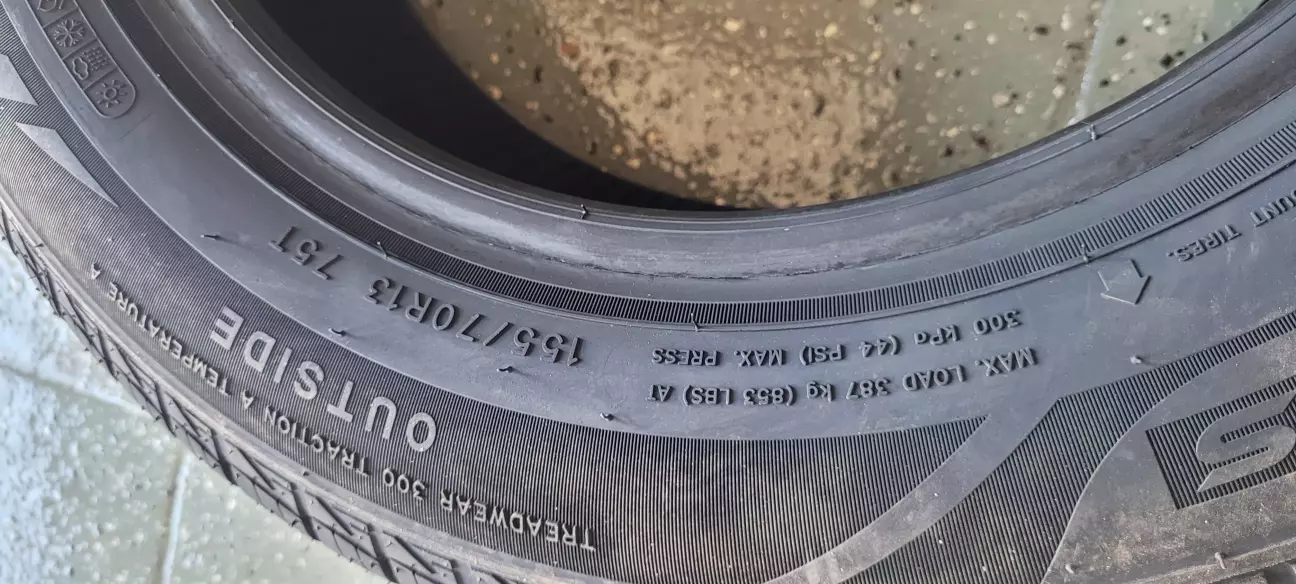 TREADWEAR 300 TRACTION A TEMPERATURE A
OUTSIDE
155/70R13 75T
MAX. LOAD 387 kg (853 LBS) AT
300 kPa (44 PSI) MAX. PRESS
TIRES.